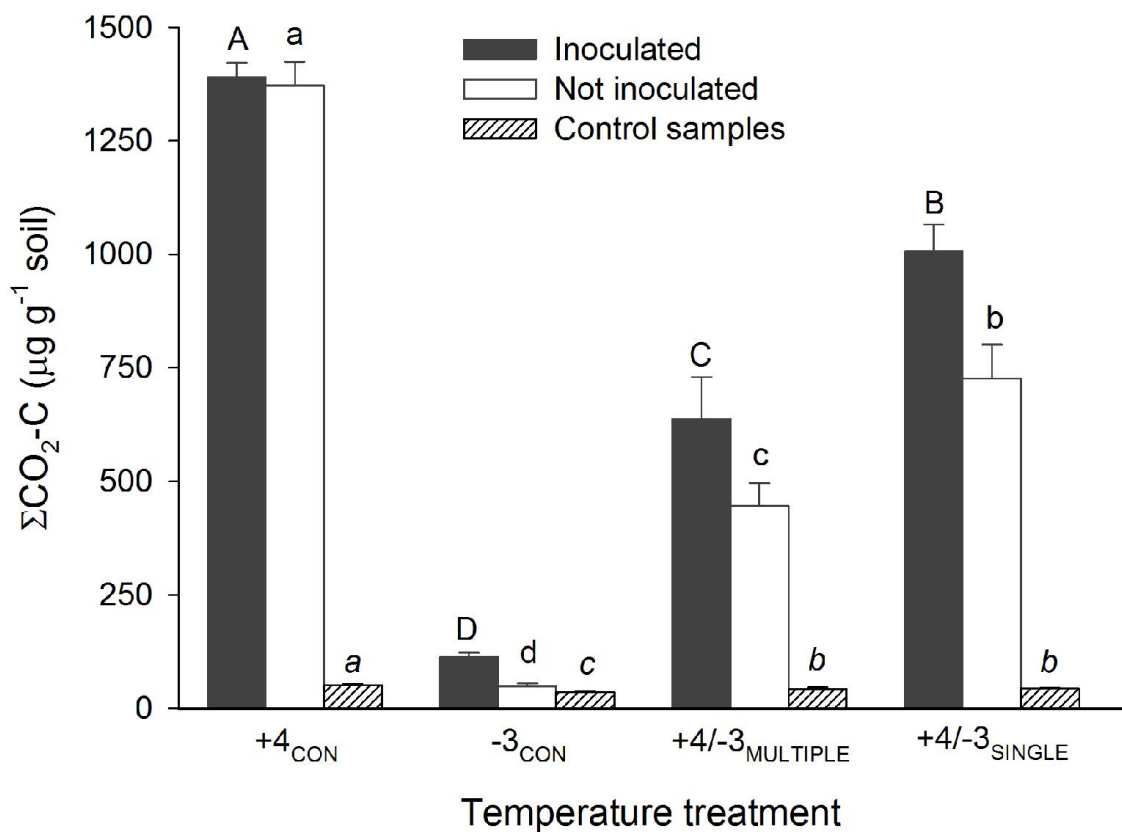 ΣCO₂-C (μg g⁻¹ soil)
1500
1250
1000
750
500
250
0
Inoculated
Not inoculated
Control samples
A a
a
D d c
C c b
B b b
+4CON -3CON +4/-3MULTIPLE +4/-3SINGLE
Temperature treatment